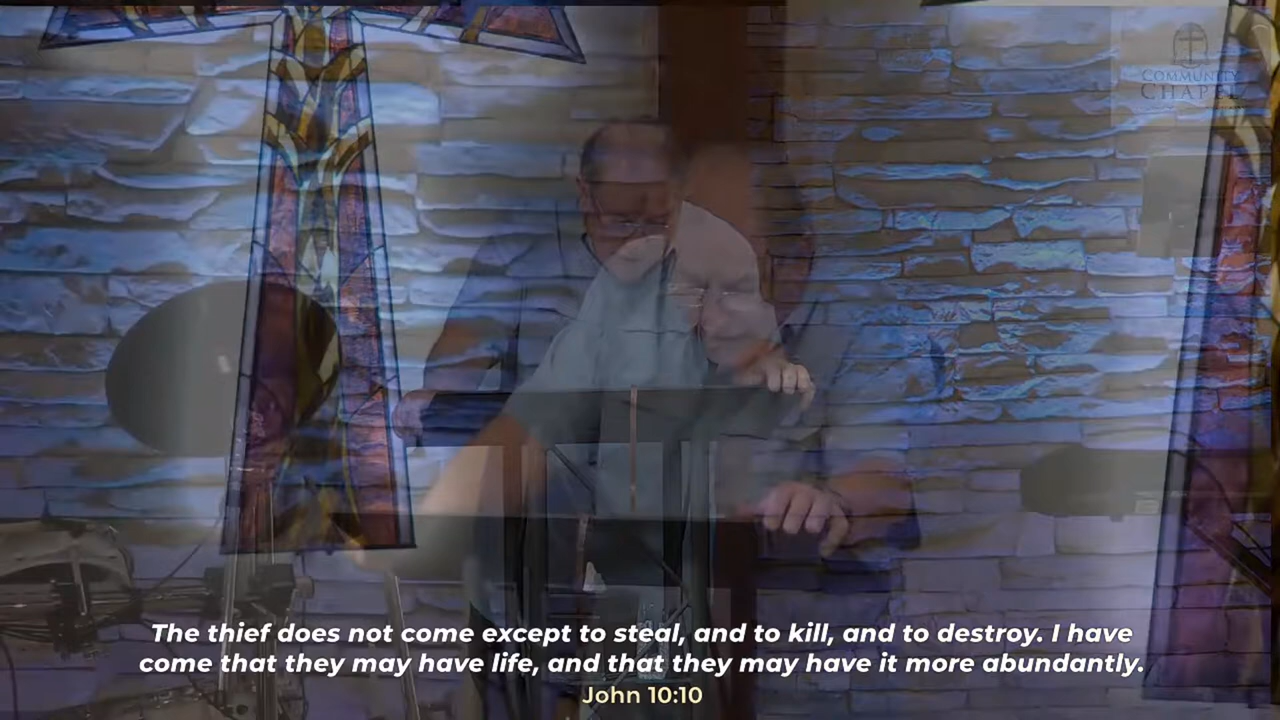 COMMUNITY
CHAPEL
The thief does not come except to steal, and to kill, and to destroy. I have
come that they may have life, and that they may have it more abundantly.
John 10:10